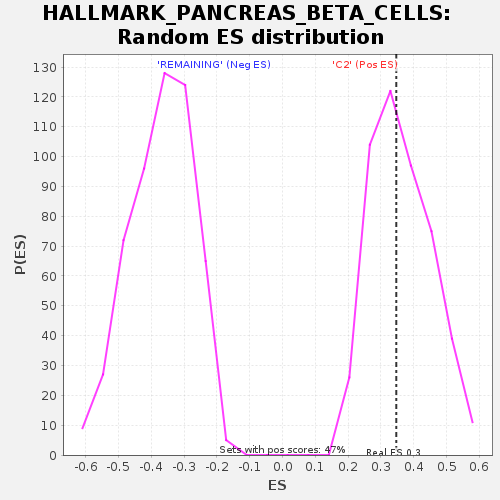 HALLMARK_PANCREAS_BETA_CELLS:
Random ES distribution
'REMAINING' (Neg ES)
'C2' (Pos ES)
130
120
110
100
90
80
70
60
50
40
30
20
10
0
P(ES)
Sets with pos scores: 47%
Real ES 0.3
-0.6 -0.5 -0.4 -0.3 -0.2 -0.1 0.0 0.1 0.2 0.3 0.4 0.5 0.6
ES